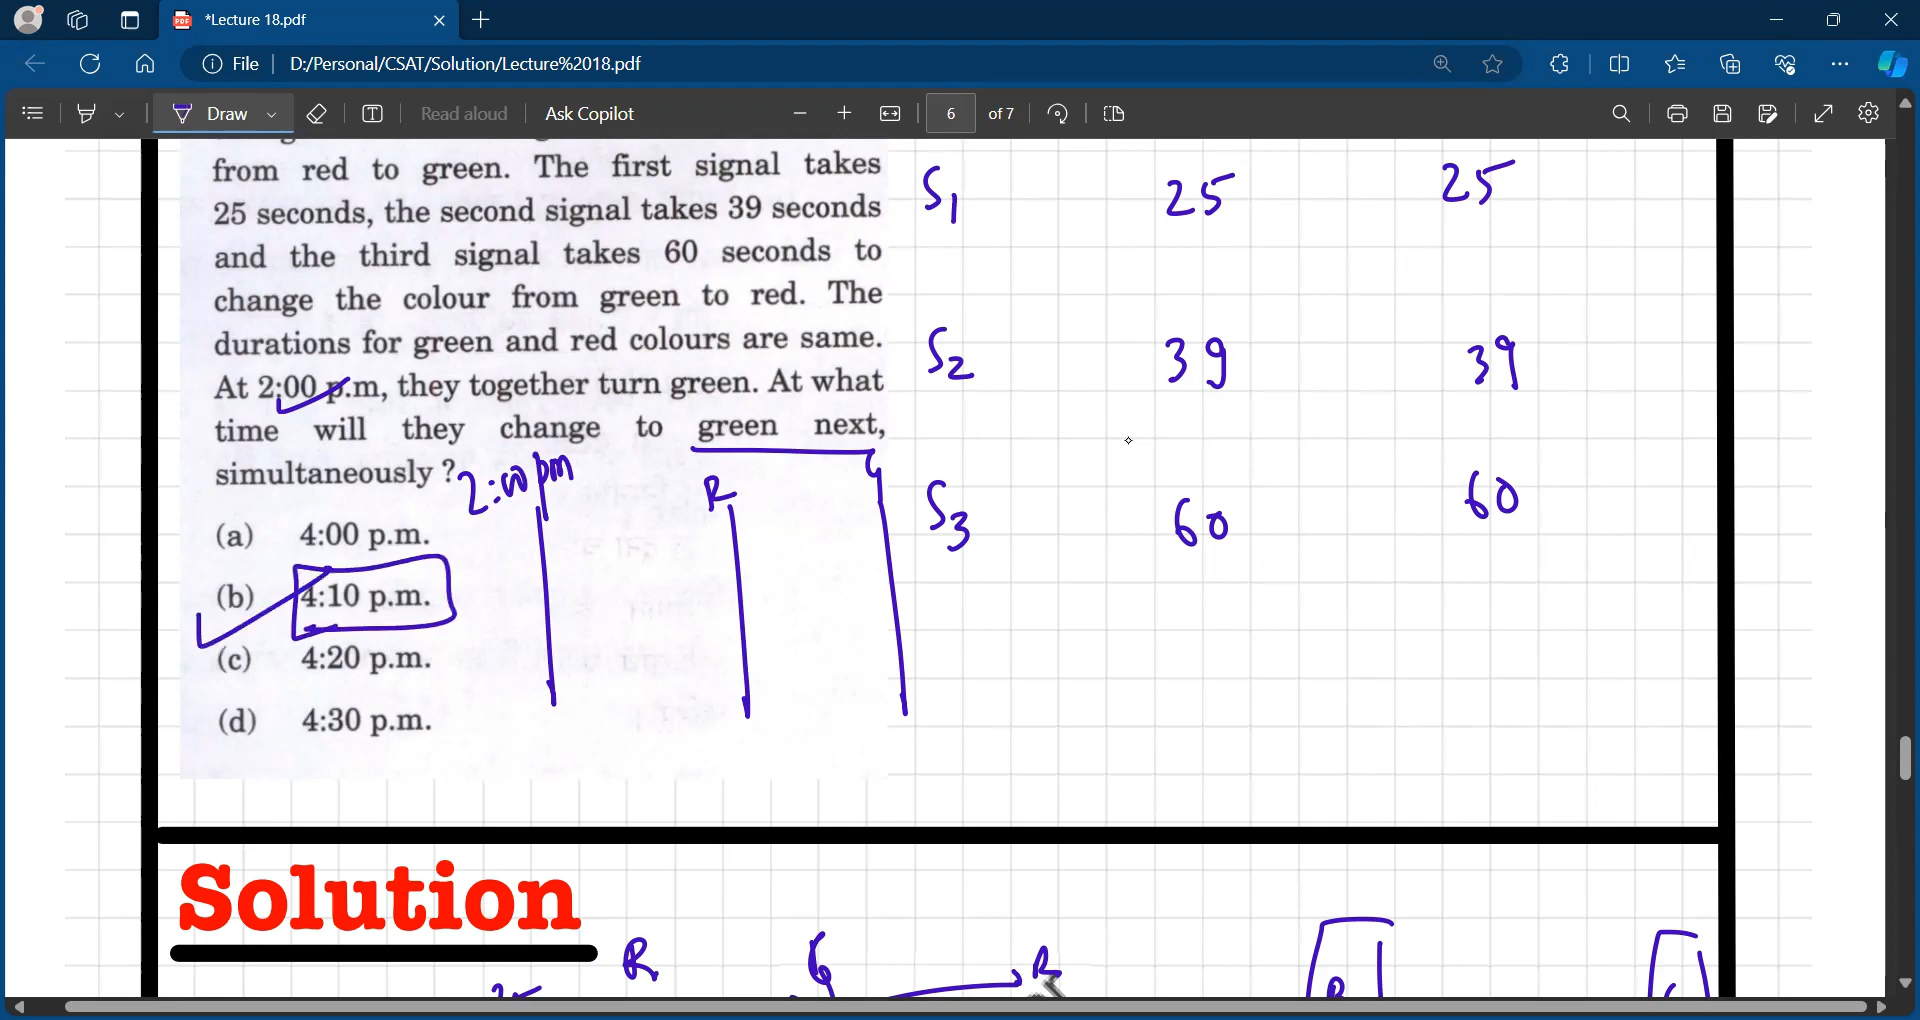 *Lecture 18.pdf
File
D:/Personal/CSAT/Solution/Lecture%2018.pdf
Draw
Read aloud
Ask Copilot
6
of 7
from red to green. The first signal takes
25 seconds, the second signal takes 39 seconds
and the third signal takes 60 seconds to
change the colour from green to red. The
durations for green and red colours are same.
At 2:00 p.m, they together turn green. At what
time will they change to green next,
simultaneously ?
2:00 pm
R
(a) 4:00 p.m.
(b) 4:10 p.m.
(c) 4:20 p.m.
(d) 4:30 p.m.
S1 25 25
S2 39 39
S3 60 60
Solution
R
R